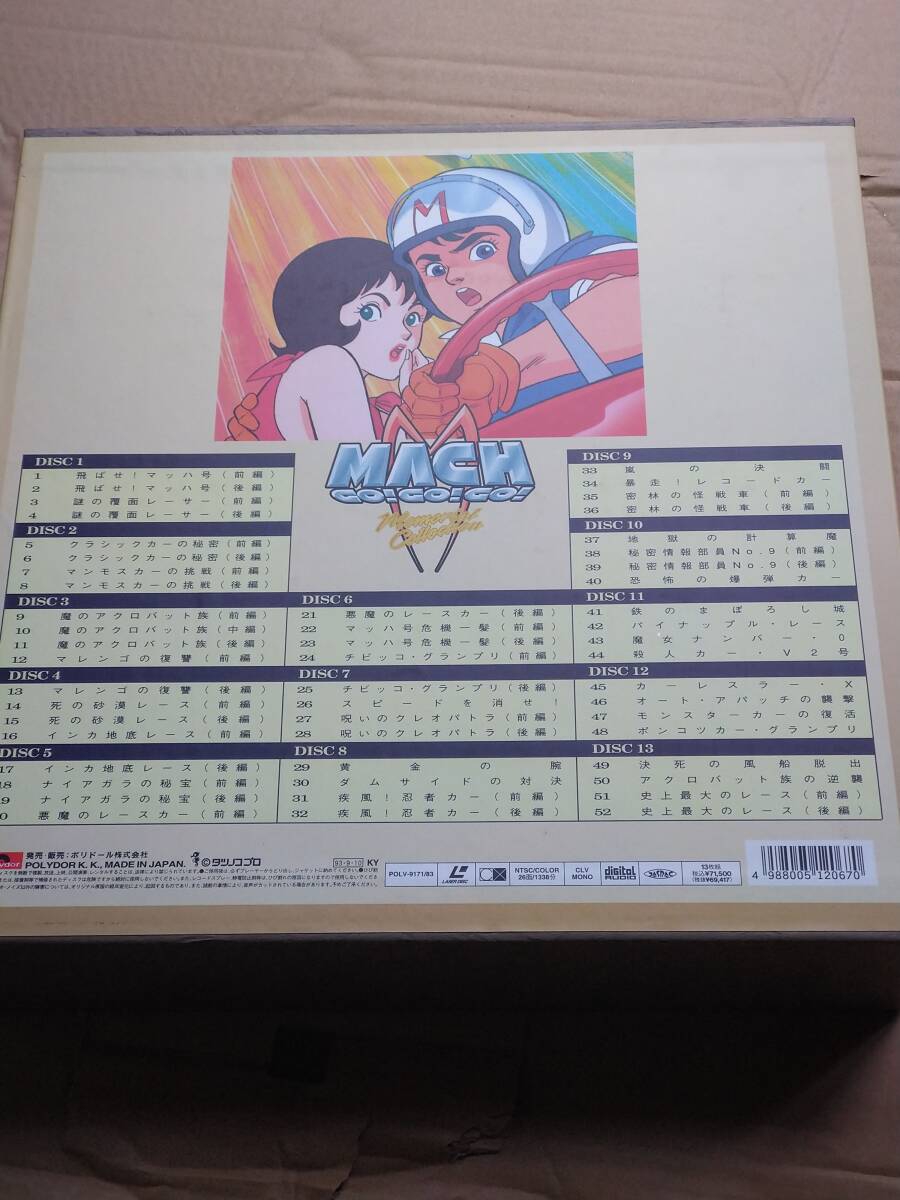 M
MACH
GO!GO!GO!
Memorial
Collection
DISC 1
1 飛ばせ!マッハ号(前編)
2 飛ばせ!マッハ号(後編)
3 謎の覆面レーサー(前編)
4 謎の覆面レーサー(後編)
DISC 2
5 クラシックカーの秘密(前編)
6 クラシックカーの秘密(後編)
7 マンモスカーの挑戦(前編)
8 マンモスカーの挑戦(後編)
DISC 3
9 魔のアクロバット族(前編)
10 魔のアクロバット族(中編)
11 魔のアクロバット族(後編)
12 マレンゴの復讐(前編)
DISC 4
13 マレンゴの復讐(後編)
14 死の砂漠レース(前編)
15 死の砂漠レース(後編)
16 インカ地底レース(前編)
DISC 5
17 インカ地底レース(後編)
18 ナイアガラの秘宝(前編)
9 ナイアガラの秘宝(後編)
0 悪魔のレースカー(前編)
DISC 6
21 悪魔のレースカー(後編)
22 マッハ号危機一髪(前編)
23 マッハ号危機一髪(後編)
24 チビッコ・グランプリ(前編)
DISC 7
25 チビッコ・グランプリ(後編)
26 スピードを消せ!
27 呪いのクレオパトラ(前編)
28 呪いのクレオパトラ(後編)
DISC 8
29 黄金の腕
30 ダムサイドの対決
31 疾風!忍者カー(前編)
32 疾風!忍者カー(後編)
DISC 9
33 嵐の決闘
34 暴走!レコードカー
35 密林の怪戦車(前編)
36 密林の怪戦車(後編)
DISC 10
37 地獄の計算魔
38 秘密情報部員No.9(前編)
39 秘密情報部員No.9(後編)
40 恐怖の爆弾カー
DISC 11
41 鉄のまぼろし城
42 パイナップル・レース
43 魔女ナンバー・0
44 殺人カー・V2号
DISC 12
45 カーレスラー・X
46 オート・アパッチの襲撃
47 モンスターカーの復活
48 ポンコツカー・グランプリ
DISC 13
49 決死の風船脱出
50 アクロバット族の逆襲
51 史上最大のレース(前編)
52 史上最大のレース(後編)
発売・販売:ポリドール株式会社
POLYDOR K.K., MADE IN JAPAN.
©タツノコプロ
93・9・10 KY
POLV-9171/83
LASER DISC
NTSC/COLOR
26面/1338分
CLV
MONO
digital
AUDIO
JASRAC
13枚組
税込¥71,500
(税抜¥69,417)
4 988005 120670